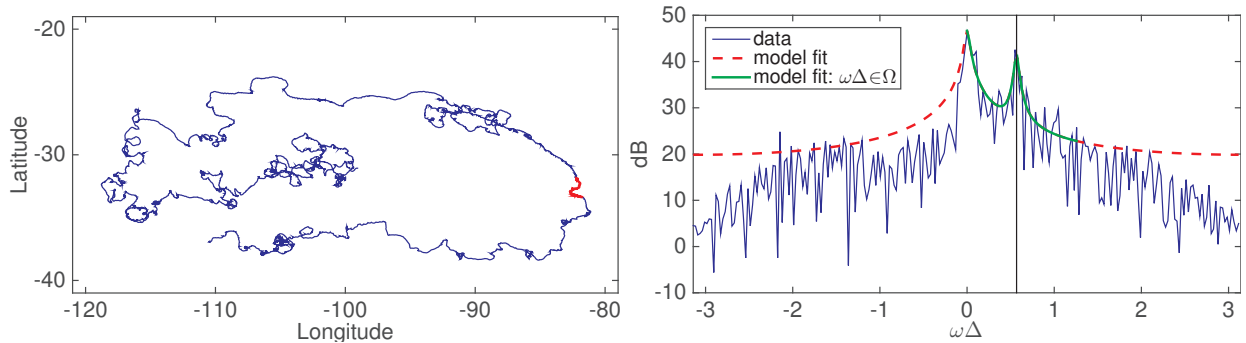 -20
-30
-40
Latitude
-120 -110 -100 -90 -80
Longitude
50
40
30
20
10
0
-10
dB
data
model fit
model fit: ωΔ∈Ω
-3 -2 -1 0 1 2 3
ωΔ